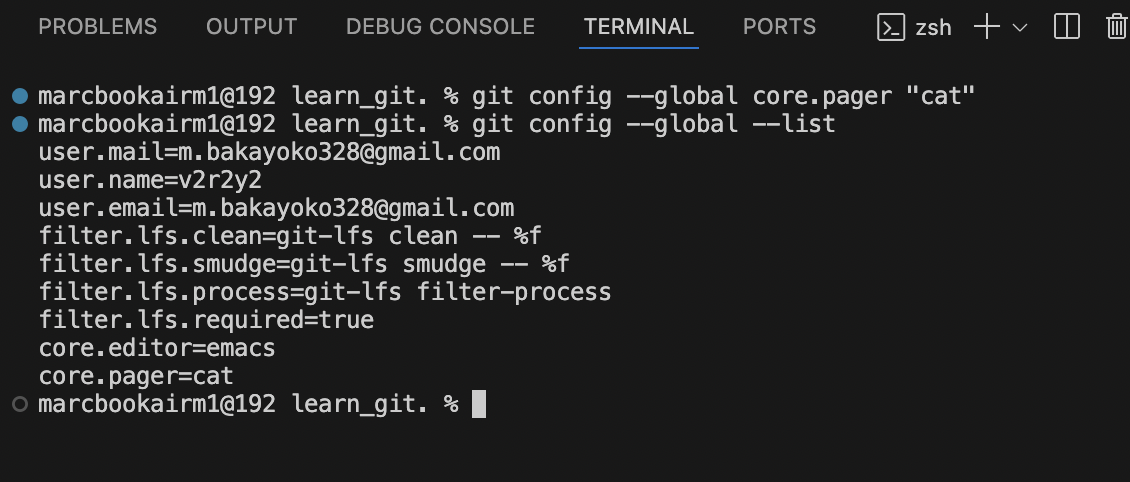 PROBLEMS OUTPUT DEBUG CONSOLE TERMINAL PORTS zsh
marcbookairm1@192 learn_git. % git config --global core.pager "cat"
marcbookairm1@192 learn_git. % git config --global --list
user.mail=m.bakayoko328@gmail.com
user.name=v2r2y2
user.email=m.bakayoko328@gmail.com
filter.lfs.clean=git-lfs clean -- %f
filter.lfs.smudge=git-lfs smudge -- %f
filter.lfs.process=git-lfs filter-process
filter.lfs.required=true
core.editor=emacs
core.pager=cat
marcbookairm1@192 learn_git. %